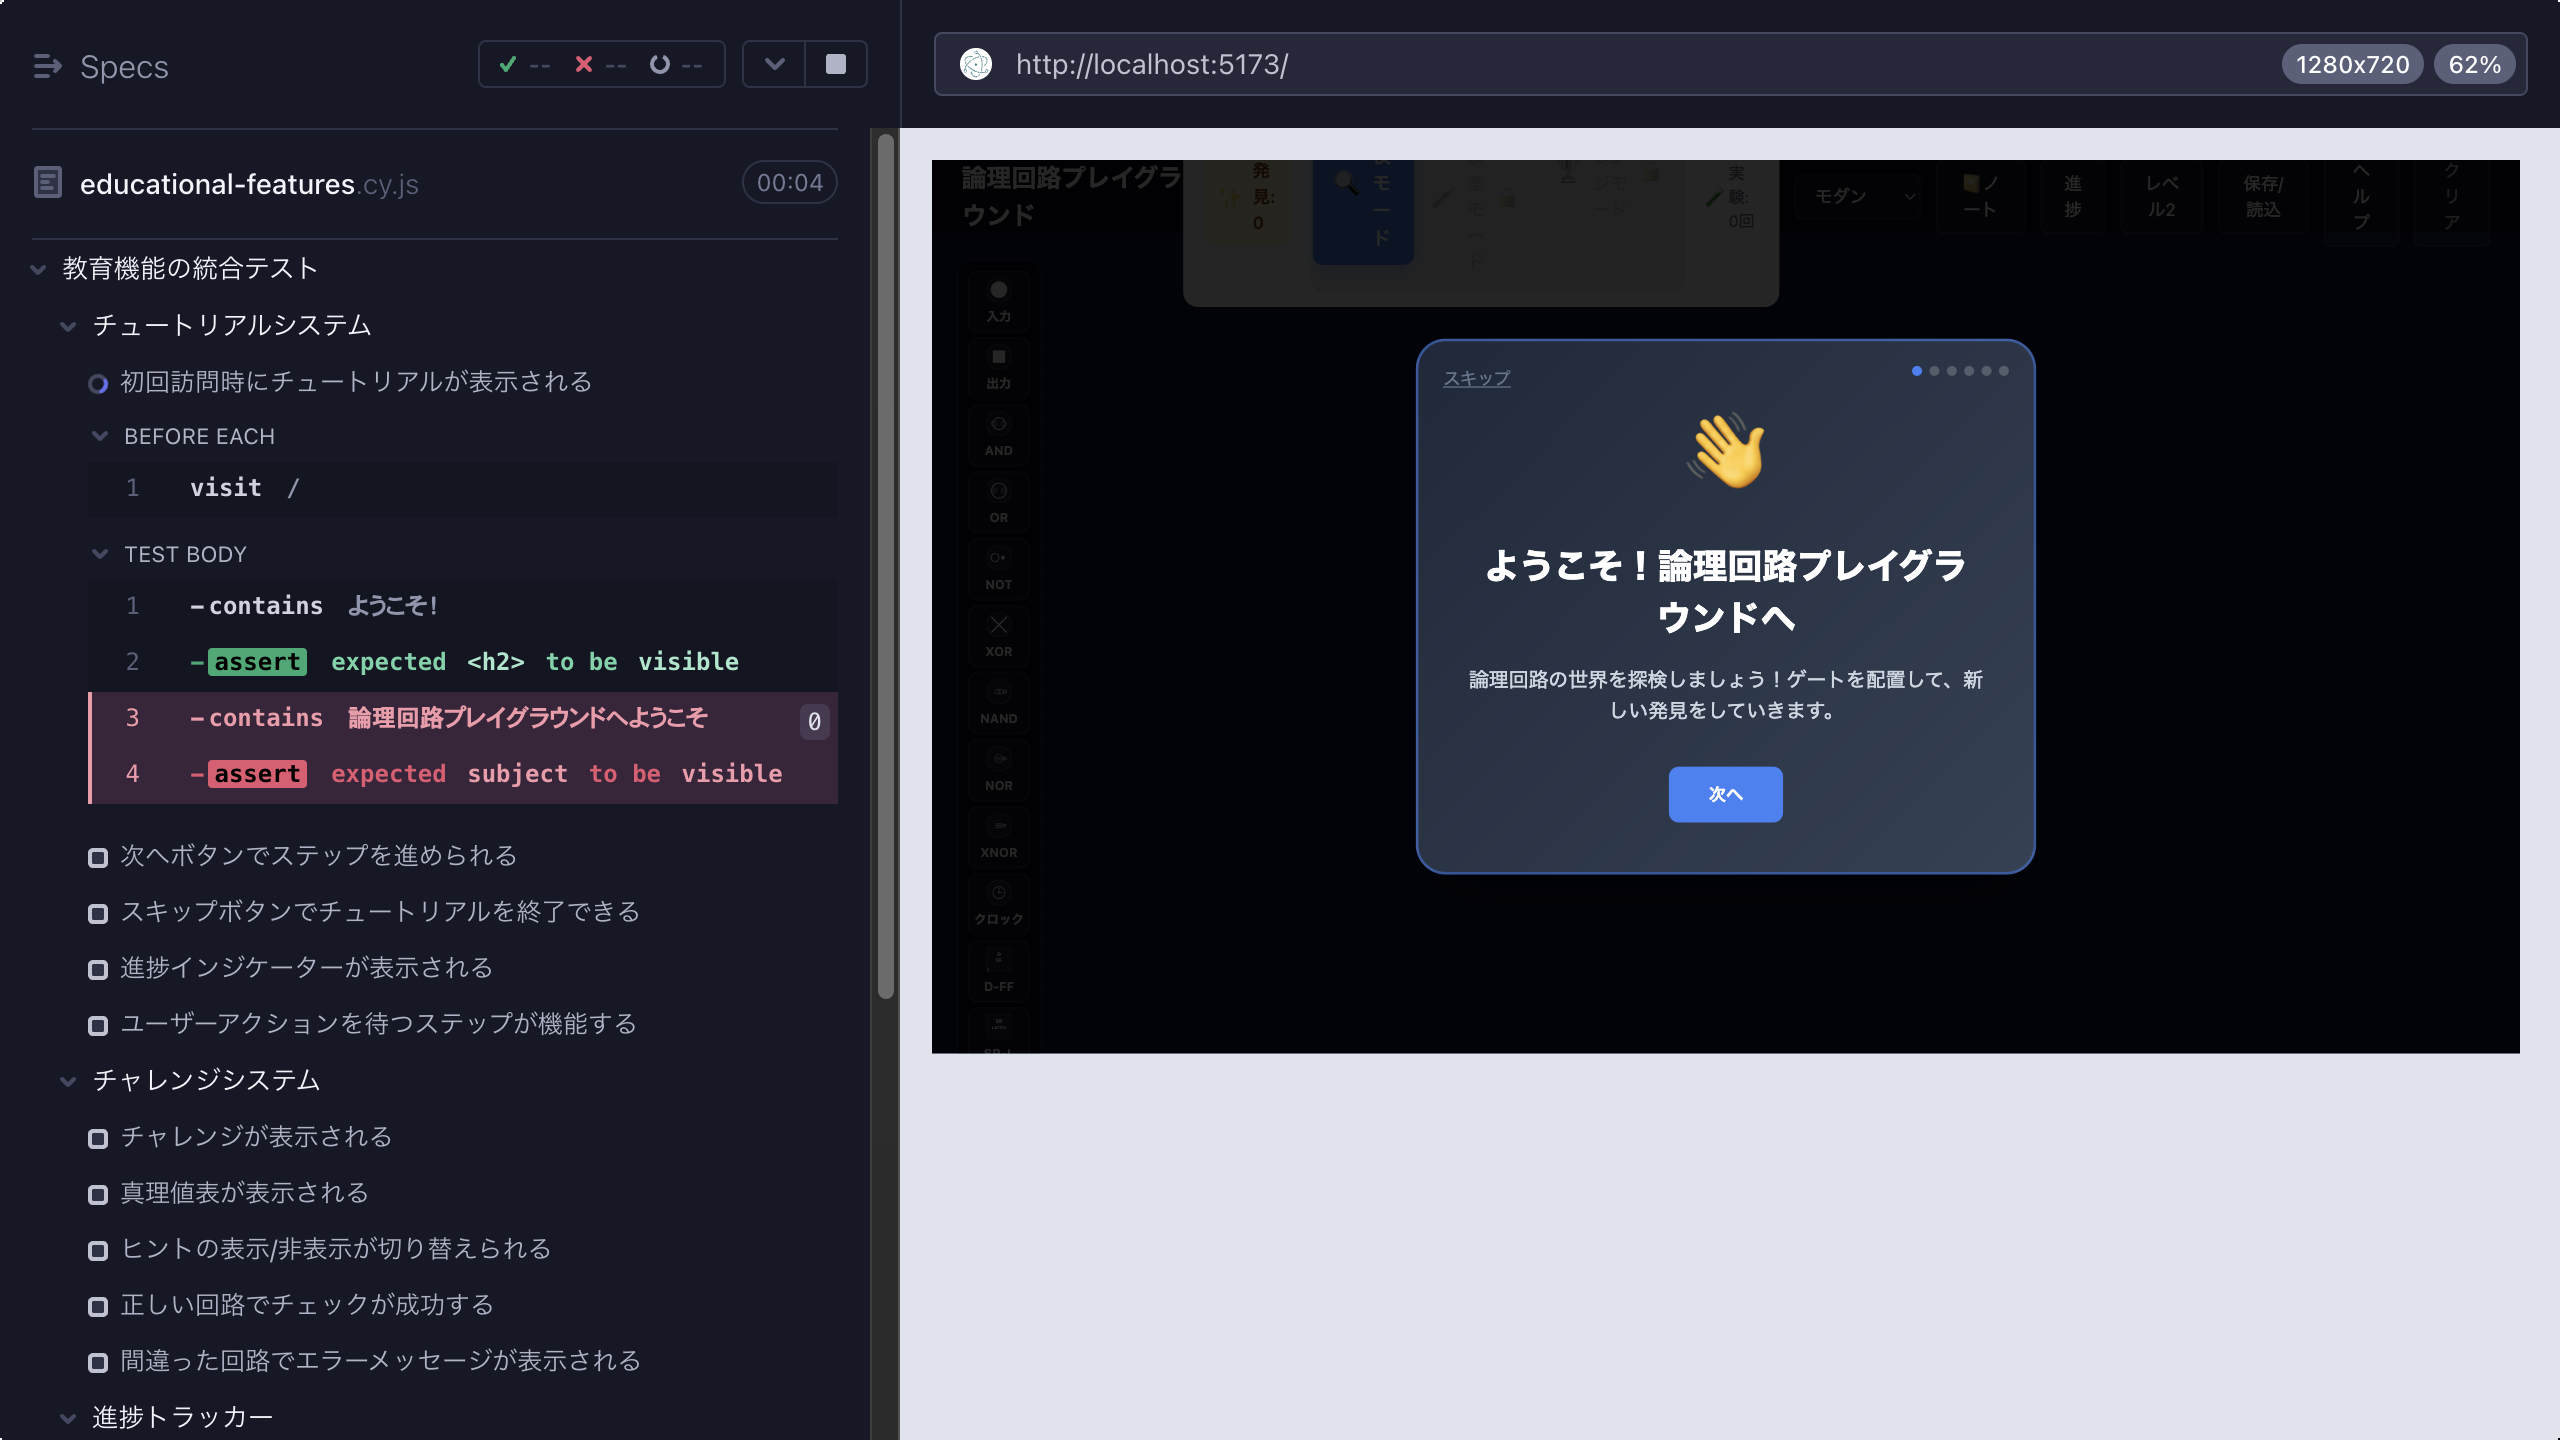 Specs
-- -- --
educational-features.cy.js
00:04
教育機能の統合テスト
チュートリアルシステム
初回訪問時にチュートリアルが表示される
BEFORE EACH
1 visit /
TEST BODY
1 -contains ようこそ!
2 -assert expected <h2> to be visible
3 -contains 論理回路プレイグラウンドへようこそ 0
4 -assert expected subject to be visible
次へボタンでステップを進められる
スキップボタンでチュートリアルを終了できる
進捗インジケーターが表示される
ユーザーアクションを待つステップが機能する
チャレンジシステム
チャレンジが表示される
真理値表が表示される
ヒントの表示/非表示が切り替えられる
正しい回路でチェックが成功する
間違った回路でエラーメッセージが表示される
進捗トラッカー
http://localhost:5173/
1280x720
62%
論理回路プレイグラ
ウンド
発
見:
0
モ
ー
ド
実
験:
0回
モダン
ノ
ート
進
捗
レベ
ル2
保存/
読込
ヘ
ル
プ
ク
リ
ア
入力
出力
AND
OR
NOT
XOR
NAND
NOR
XNOR
クロック
D-FF
スキップ
ようこそ！論理回路プレイグラ
ウンドへ
論理回路の世界を探検しましょう！ゲートを配置して、新
しい発見をしていきます。
次へ